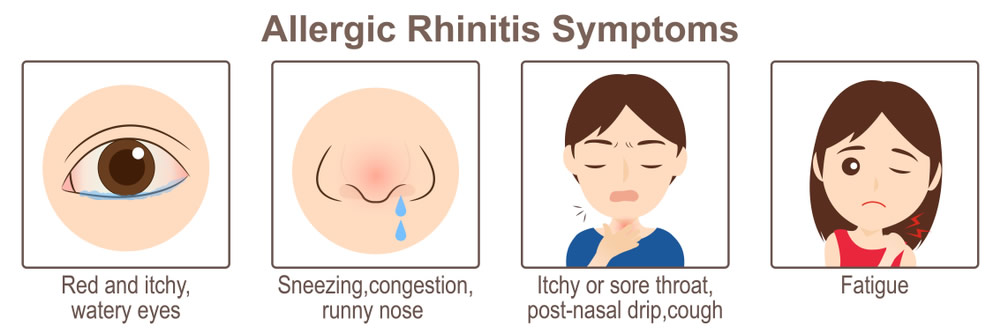 Allergic Rhinitis Symptoms
Red and itchy,
watery eyes
Sneezing,congestion,
runny nose
Itchy or sore throat,
post-nasal drip,cough
Fatigue